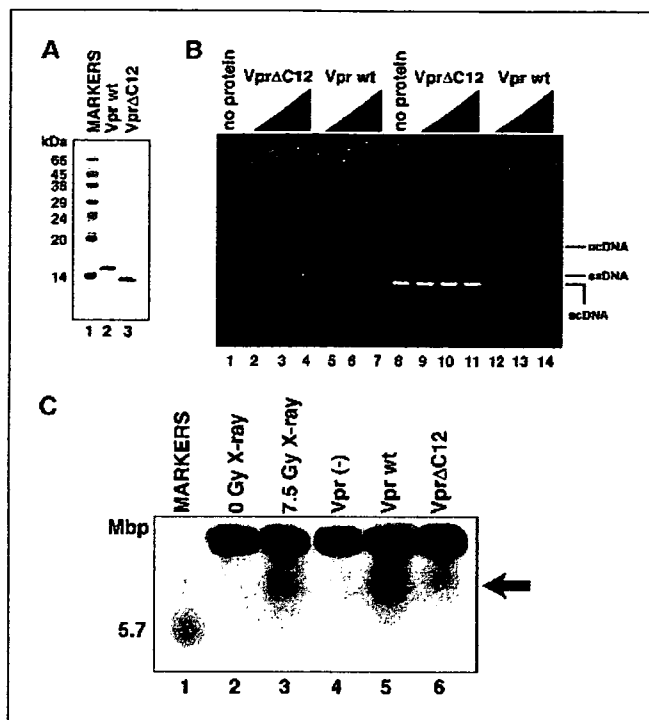 A
MARKERS
Vpr wt
VprΔC12
kDa
66
45
36
29
24
20
14
1 2 3
B
no protein
VprΔC12
Vpr wt
no protein
VprΔC12
Vpr wt
ocDNA
ssDNA
scDNA
1 2 3 4 5 6 7 8 9 10 11 12 13 14
C
MARKERS
0 Gy X-ray
7.5 Gy X-ray
Vpr (-)
Vpr wt
VprΔC12
Mbp
5.7
1 2 3 4 5 6